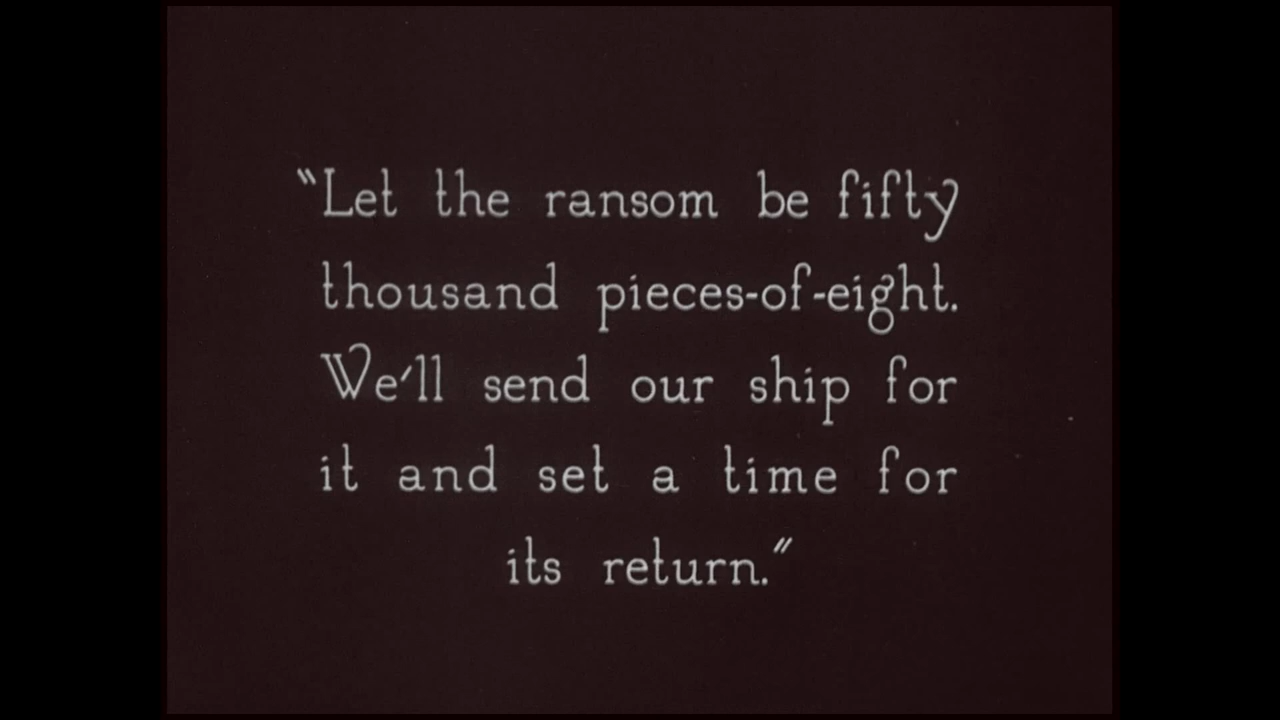 "Let the ransom be fifty
thousand pieces-of-eight.
We'll send our ship for
it and set a time for
its return."